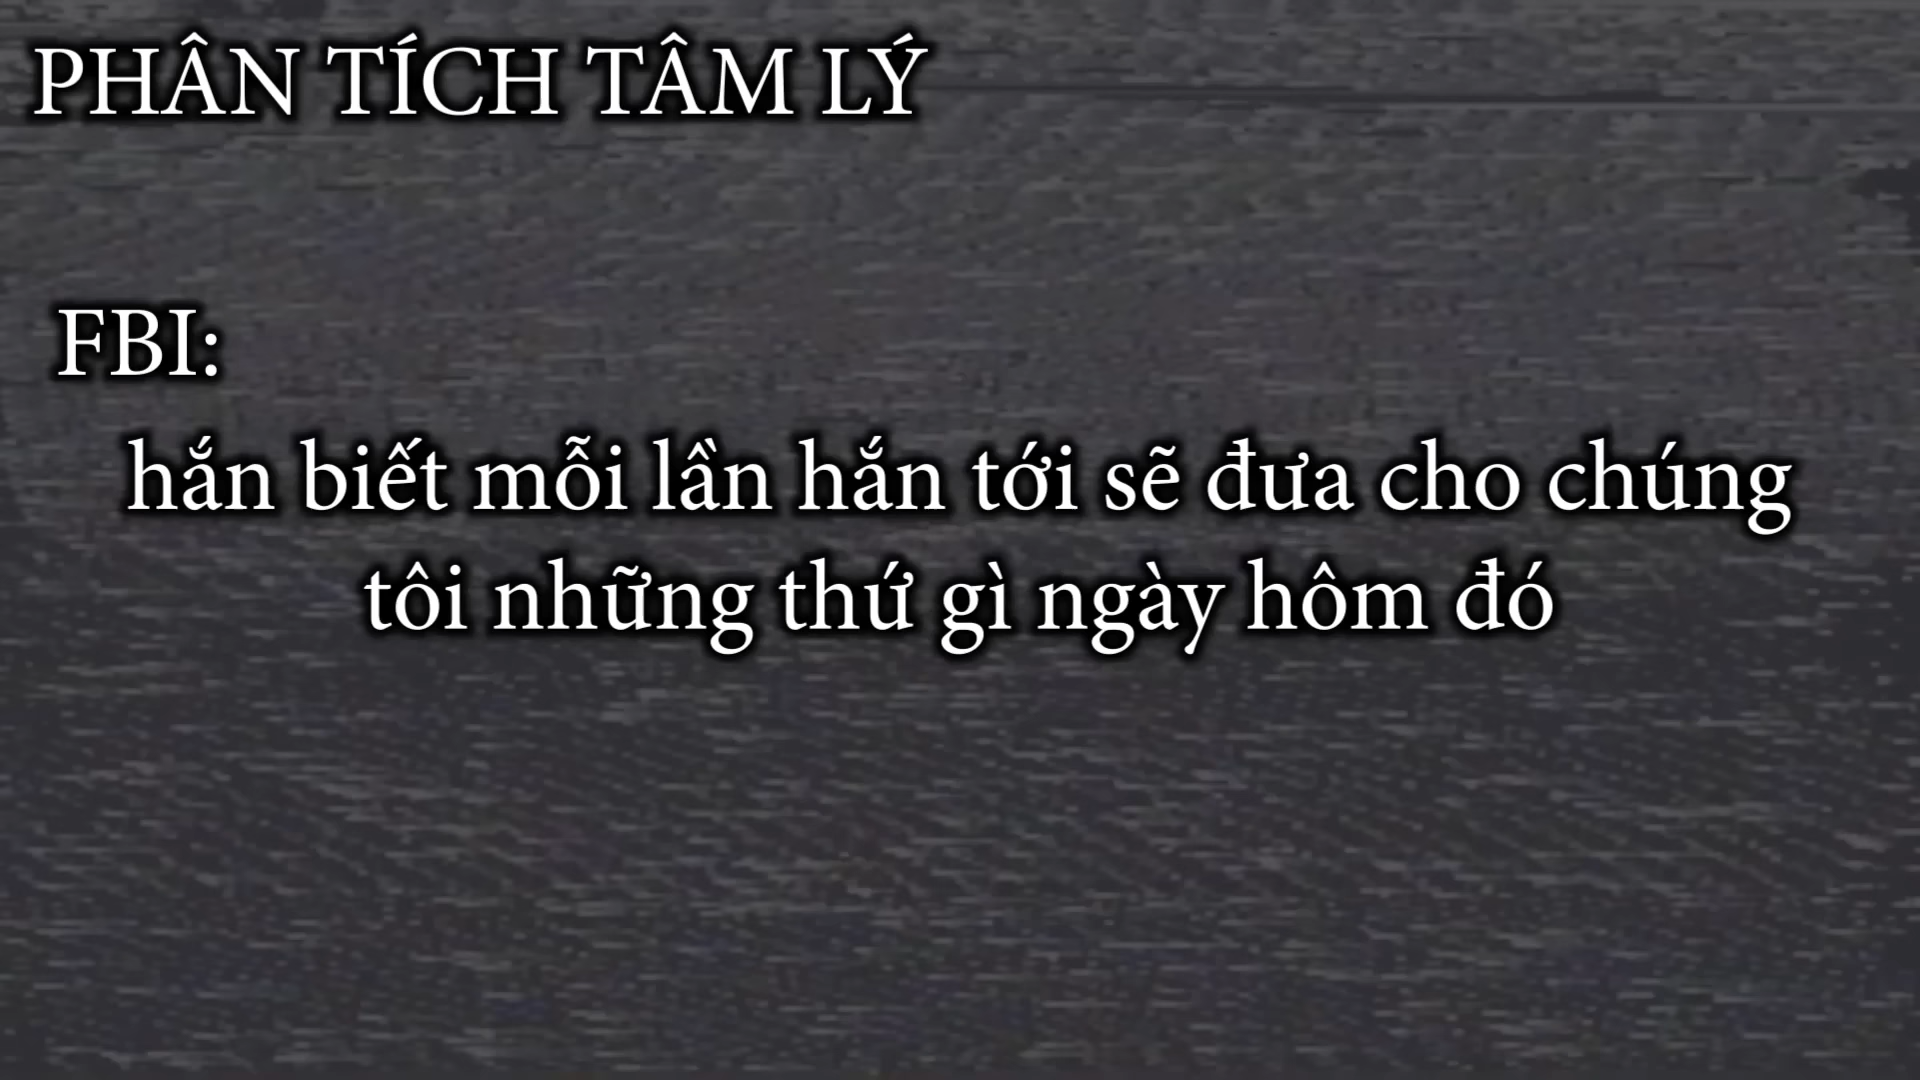 PHÂN TÍCH TÂM LÝ
FBI:
hắn biết mỗi lần hắn tới sẽ đưa cho chúng
tôi những thứ gì ngày hôm đó